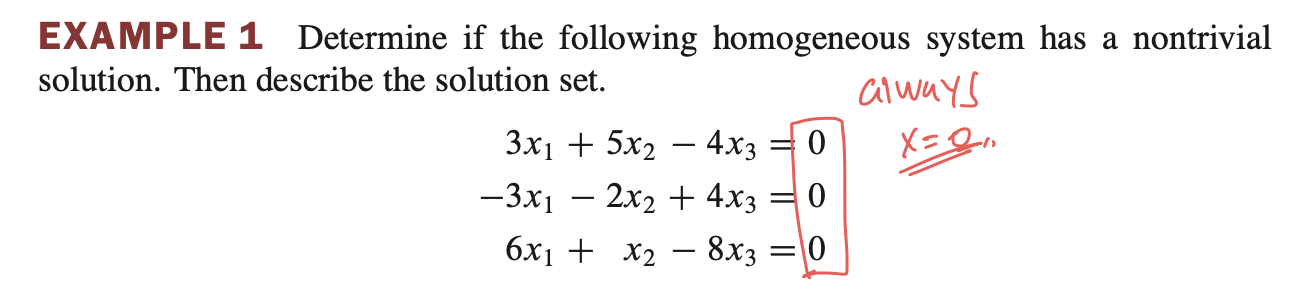 EXAMPLE 1 Determine if the following homogeneous system has a nontrivial
solution. Then describe the solution set.
always
3x₁ + 5x₂ − 4x₃ = 0
x = 0
−3x₁ − 2x₂ + 4x₃ = 0
6x₁ + x₂ − 8x₃ = 0